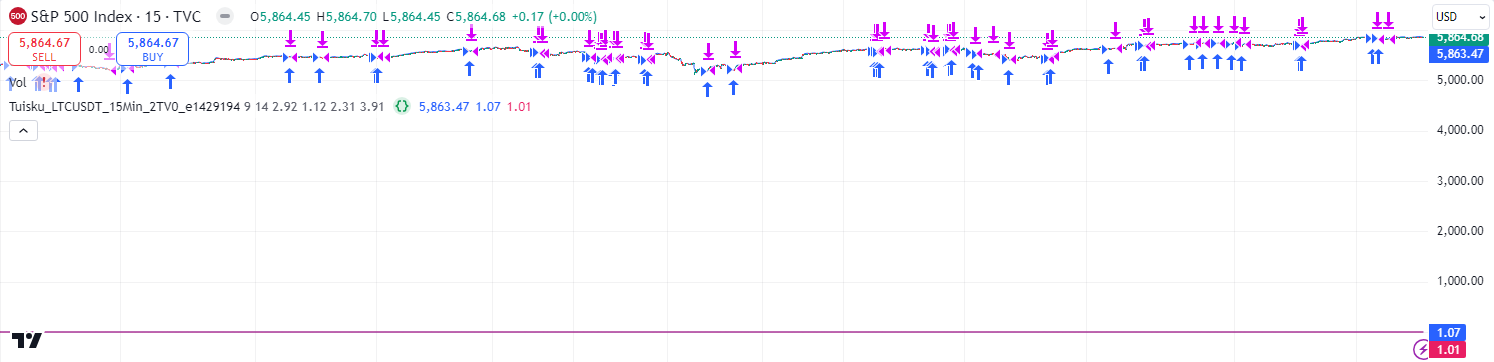 500 S&P 500 Index · 15 · TVC O5,864.45 H5,864.70 L5,864.45 C5,864.68 +0.17 (+0.00%)
USD
5,864.67 SELL
0.00
5,864.67 BUY
5,864.68
5,863.47
Vol
5,000.00
Tuisku_LTCUSDT_15Min_2TV0_e1429194 9 14 2.92 1.12 2.31 3.91 {} 5,863.47 1.07 1.01
4,000.00
3,000.00
2,000.00
1,000.00
1.07
1.01